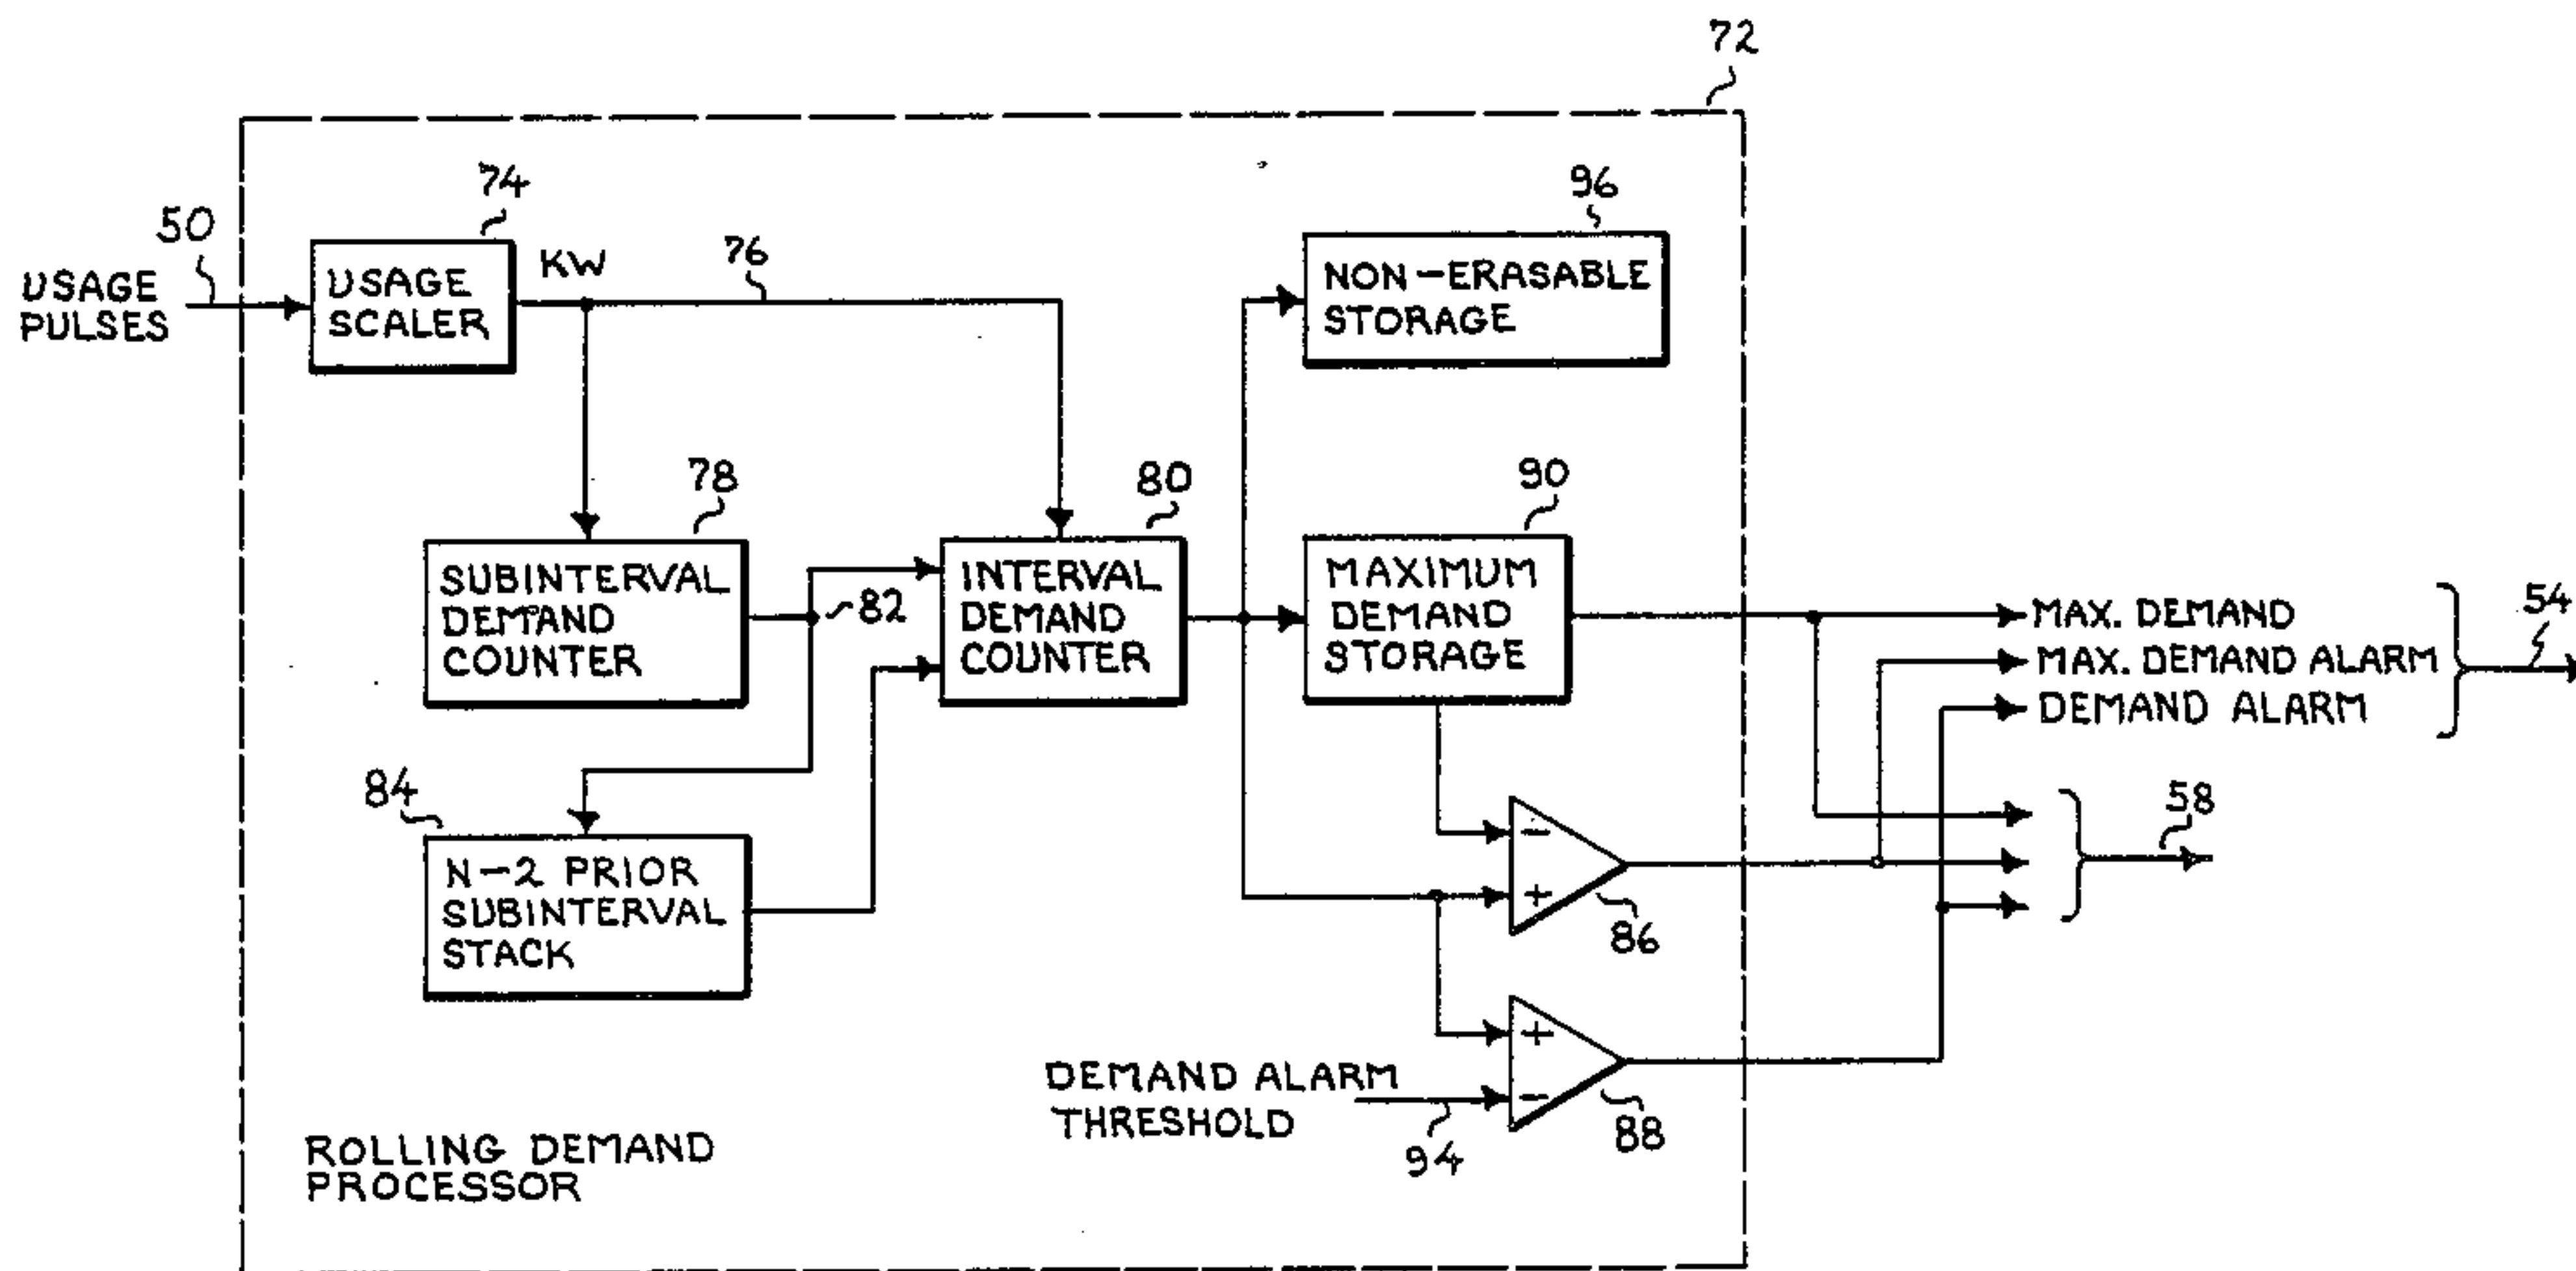 72
74
96
50
KW
76
USAGE
PULSES
USAGE
SCALER
NON-ERASABLE
STORAGE
78
80
90
SUBINTERVAL
DEMAND
COUNTER
82
INTERVAL
DEMAND
COUNTER
MAXIMUM
DEMAND
STORAGE
MAX. DEMAND
MAX. DEMAND ALARM
DEMAND ALARM
54
84
58
N-2 PRIOR
SUBINTERVAL
STACK
-
+
86
+
-
88
DEMAND ALARM
THRESHOLD
94
ROLLING DEMAND
PROCESSOR